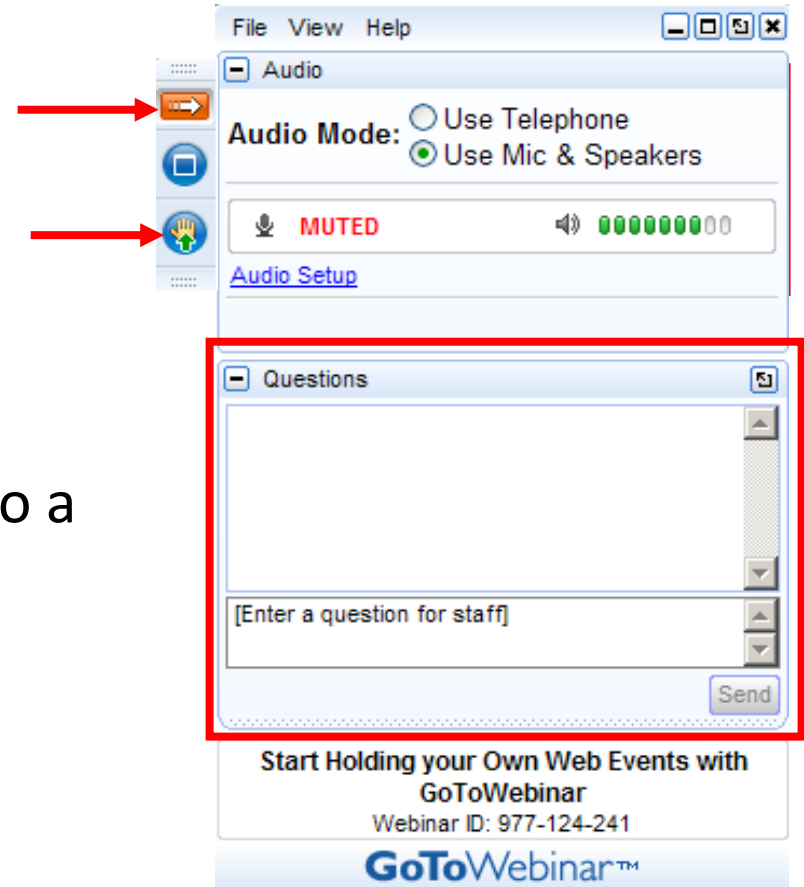 File View Help
Audio
Audio Mode:
Use Telephone
Use Mic & Speakers
MUTED
Audio Setup
Questions
o a
[Enter a question for staff]
Send
Start Holding your Own Web Events with
GoToWebinar
Webinar ID: 977-124-241
GoToWebinar™